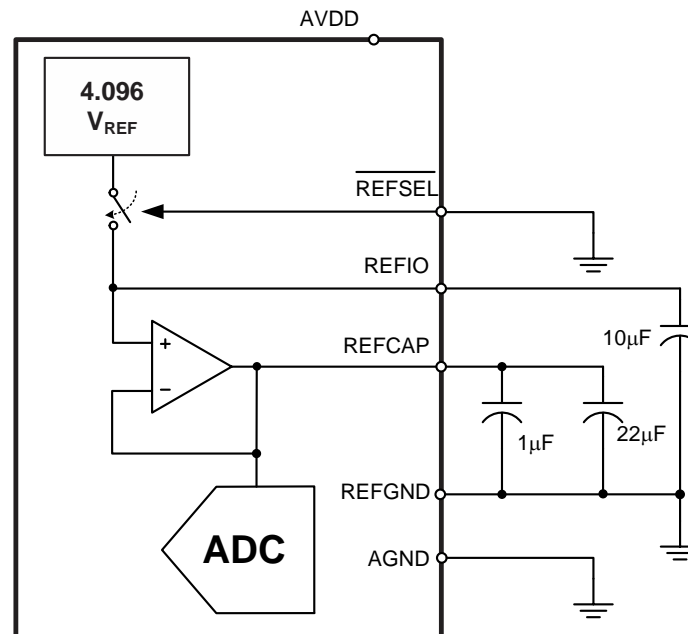 AVDD
4.096
VREF
REFSEL
REFIO
10μF
REFCAP
+
−
1μF
22μF
REFGND
ADC
AGND